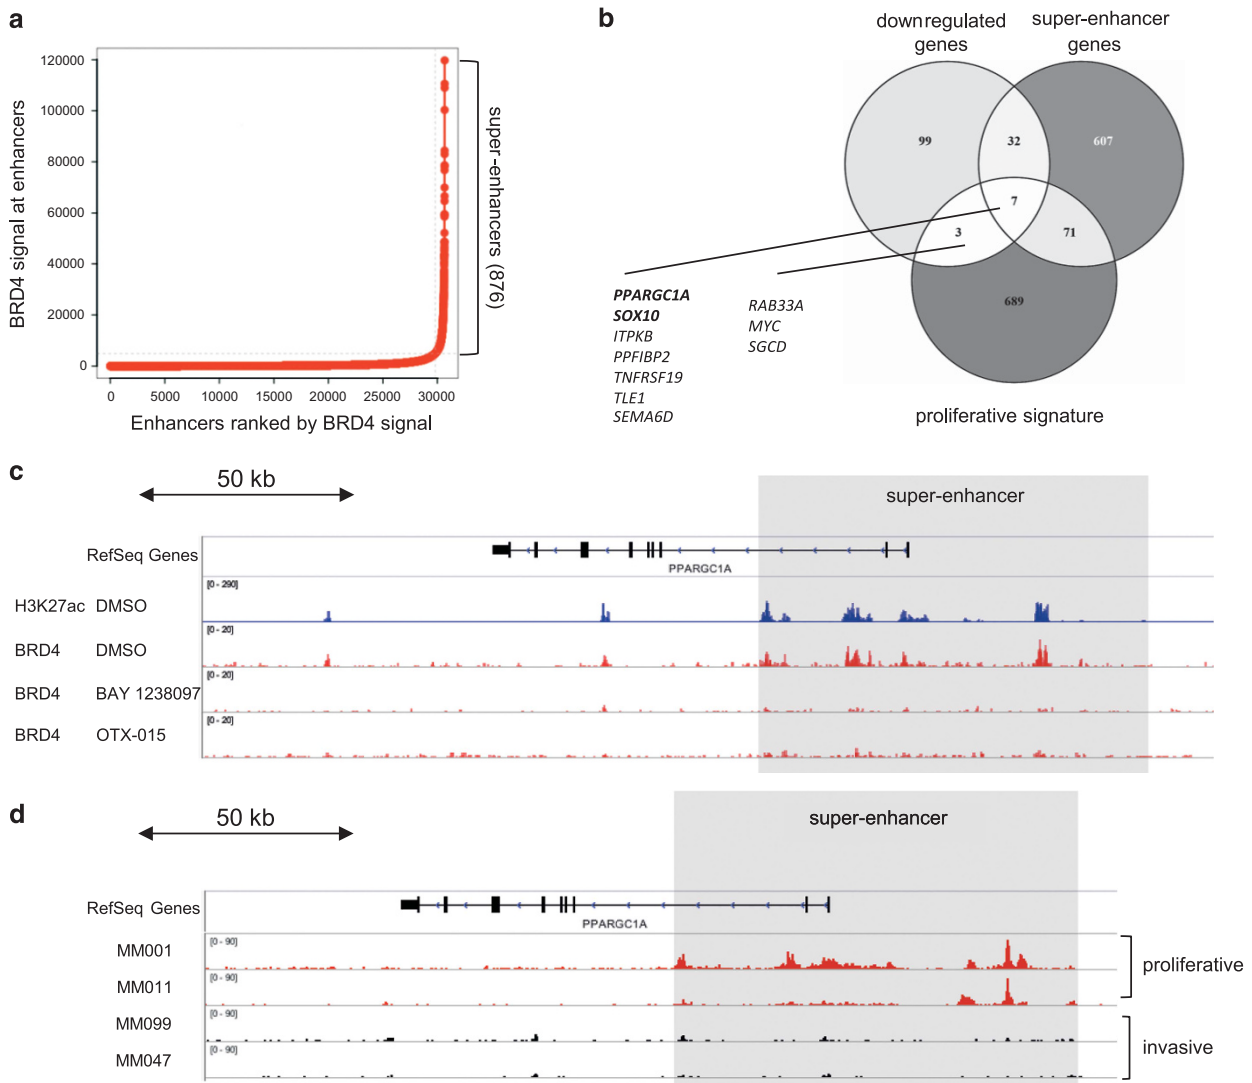 a
BRD4 signal at enhancers
120000
100000
80000
60000
40000
20000
0
0 5000 10000 15000 20000 25000 30000
Enhancers ranked by BRD4 signal
super-enhancers (876)
b
downregulated genes
super-enhancer genes
99
32
607
7
3
71
689
PPARGC1A
SOX10
ITPKB
PPFIBP2
TNFRSF19
TLE1
SEMA6D
RAB33A
MYC
SGCD
proliferative signature
c
50 kb
super-enhancer
RefSeq Genes
PPARGC1A
[0 - 290]
H3K27ac DMSO
[0 - 20]
BRD4 DMSO
[0 - 20]
BRD4 BAY 1238097
[0 - 20]
BRD4 OTX-015
d
50 kb
super-enhancer
RefSeq Genes
PPARGC1A
[0 - 90]
MM001
[0 - 90]
MM011
proliferative
[0 - 90]
MM099
[0 - 90]
MM047
invasive